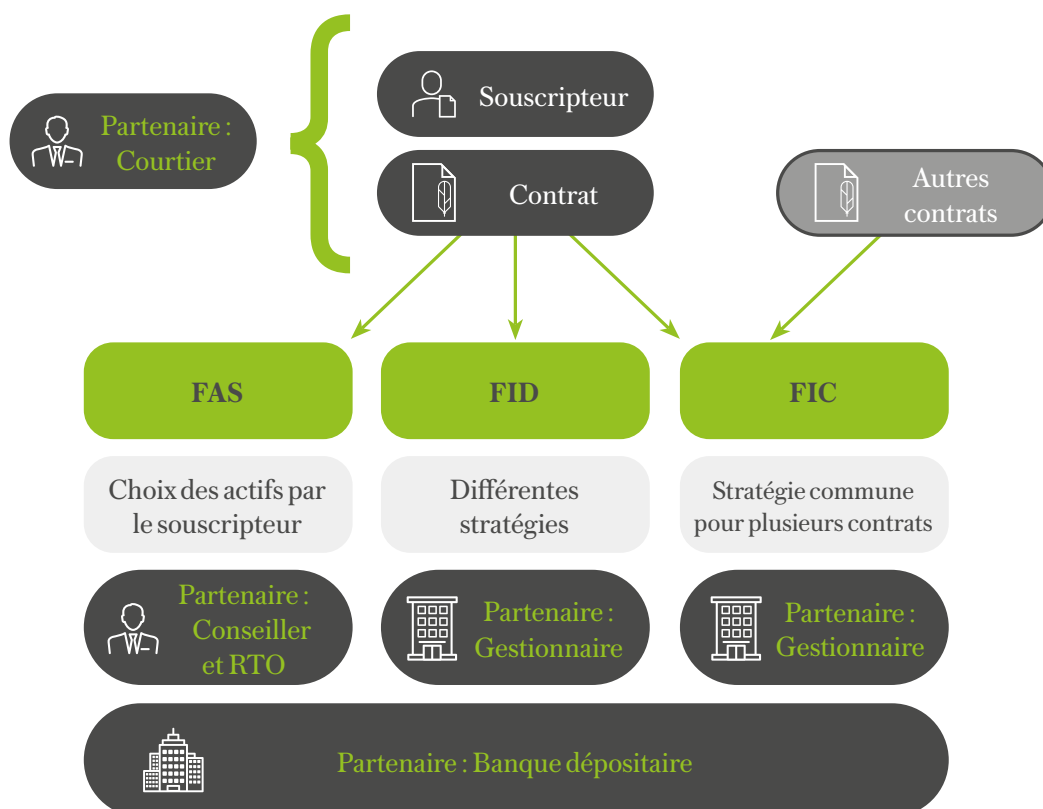 Partenaire :
Courtier
Souscripteur
Contrat
Autres
contrats
FAS
FID
FIC
Choix des actifs par
le souscripteur
Différentes
stratégies
Stratégie commune
pour plusieurs contrats
Partenaire :
Conseiller
et RTO
Partenaire :
Gestionnaire
Partenaire :
Gestionnaire
Partenaire : Banque dépositaire